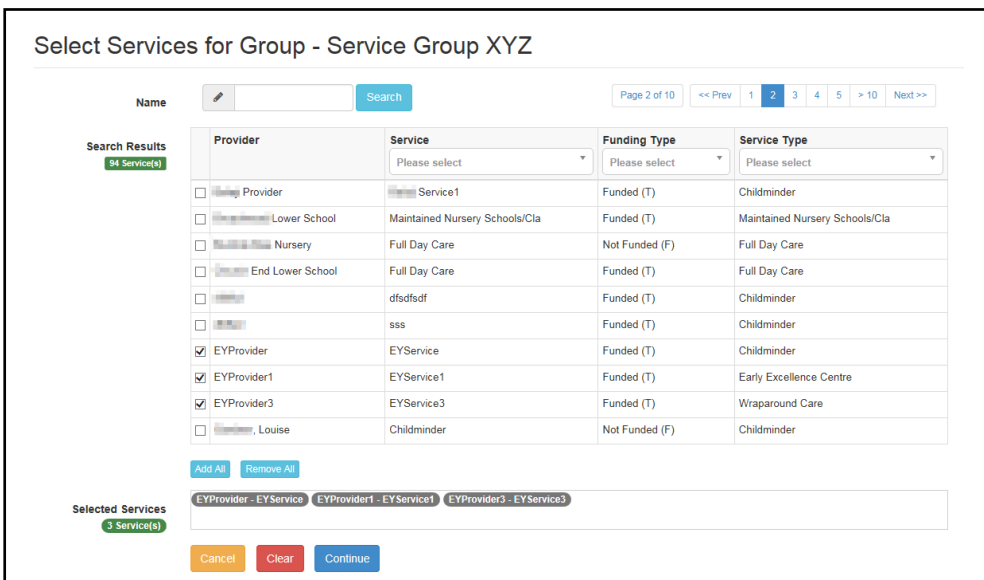 Select Services for Group - Service Group XYZ
Name Search Page 2 of 10 << Prev 1 2 3 4 5 > 10 Next >>
Search Results
94 Service(s)
Provider Service Funding Type Service Type
Please select Please select Please select
Provider Service1 Funded (T) Childminder
Lower School Maintained Nursery Schools/Cla Funded (T) Maintained Nursery Schools/Cla
Nursery Full Day Care Not Funded (F) Full Day Care
End Lower School Full Day Care Funded (T) Full Day Care
dfsdfsdf Funded (T) Childminder
sss Funded (T) Childminder
EYProvider EYService Funded (T) Childminder
EYProvider1 EYService1 Funded (T) Early Excellence Centre
EYProvider3 EYService3 Funded (T) Wraparound Care
, Louise Childminder Not Funded (F) Childminder
Add All Remove All
Selected Services
3 Service(s)
EYProvider - EYService EYProvider1 - EYService1 EYProvider3 - EYService3
Cancel Clear Continue